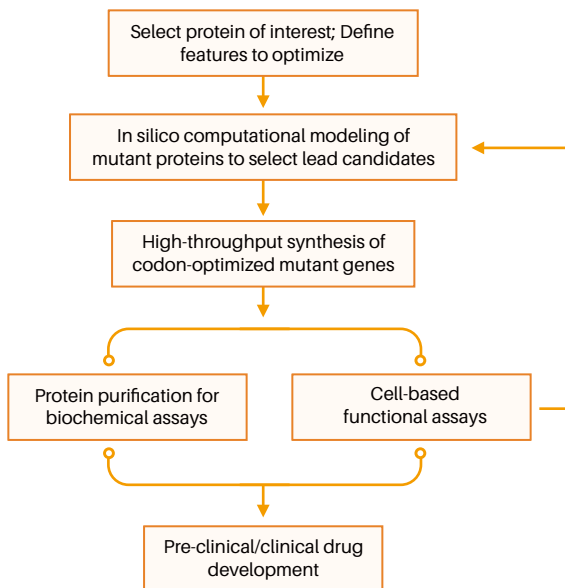 Select protein of interest; Define
features to optimize
In silico computational modeling of
mutant proteins to select lead candidates
High-throughput synthesis of
codon-optimized mutant genes
Protein purification for
biochemical assays
Cell-based
functional assays
Pre-clinical/clinical drug
development